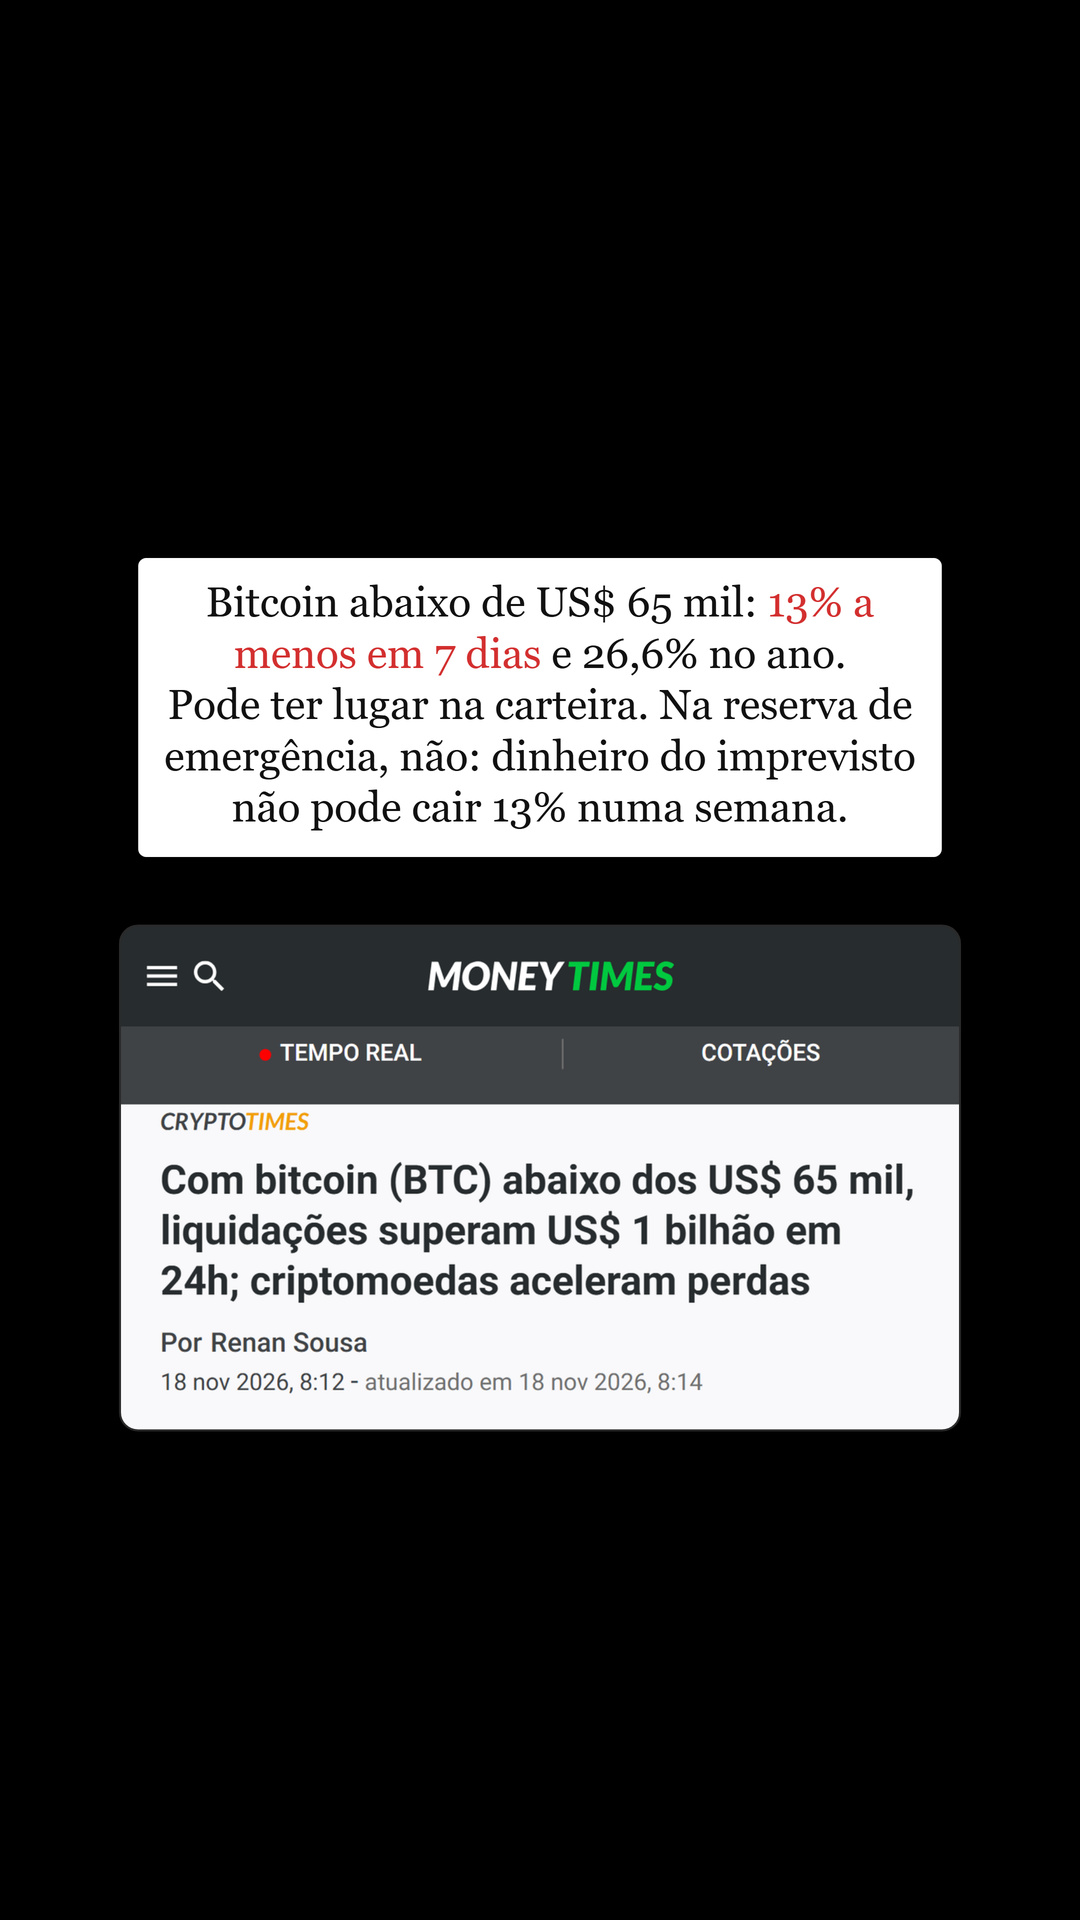 Bitcoin abaixo de US$ 65 mil: 13% a
menos em 7 dias e 26,6% no ano.
Pode ter lugar na carteira. Na reserva de
emergência, não: dinheiro do imprevisto
não pode cair 13% numa semana.
MONEY TIMES
TEMPO REAL
COTAÇÕES
CRYPTOTIMES
Com bitcoin (BTC) abaixo dos US$ 65 mil,
liquidações superam US$ 1 bilhão em
24h; criptomoedas aceleram perdas
Por Renan Sousa
18 nov 2026, 8:12 - atualizado em 18 nov 2026, 8:14